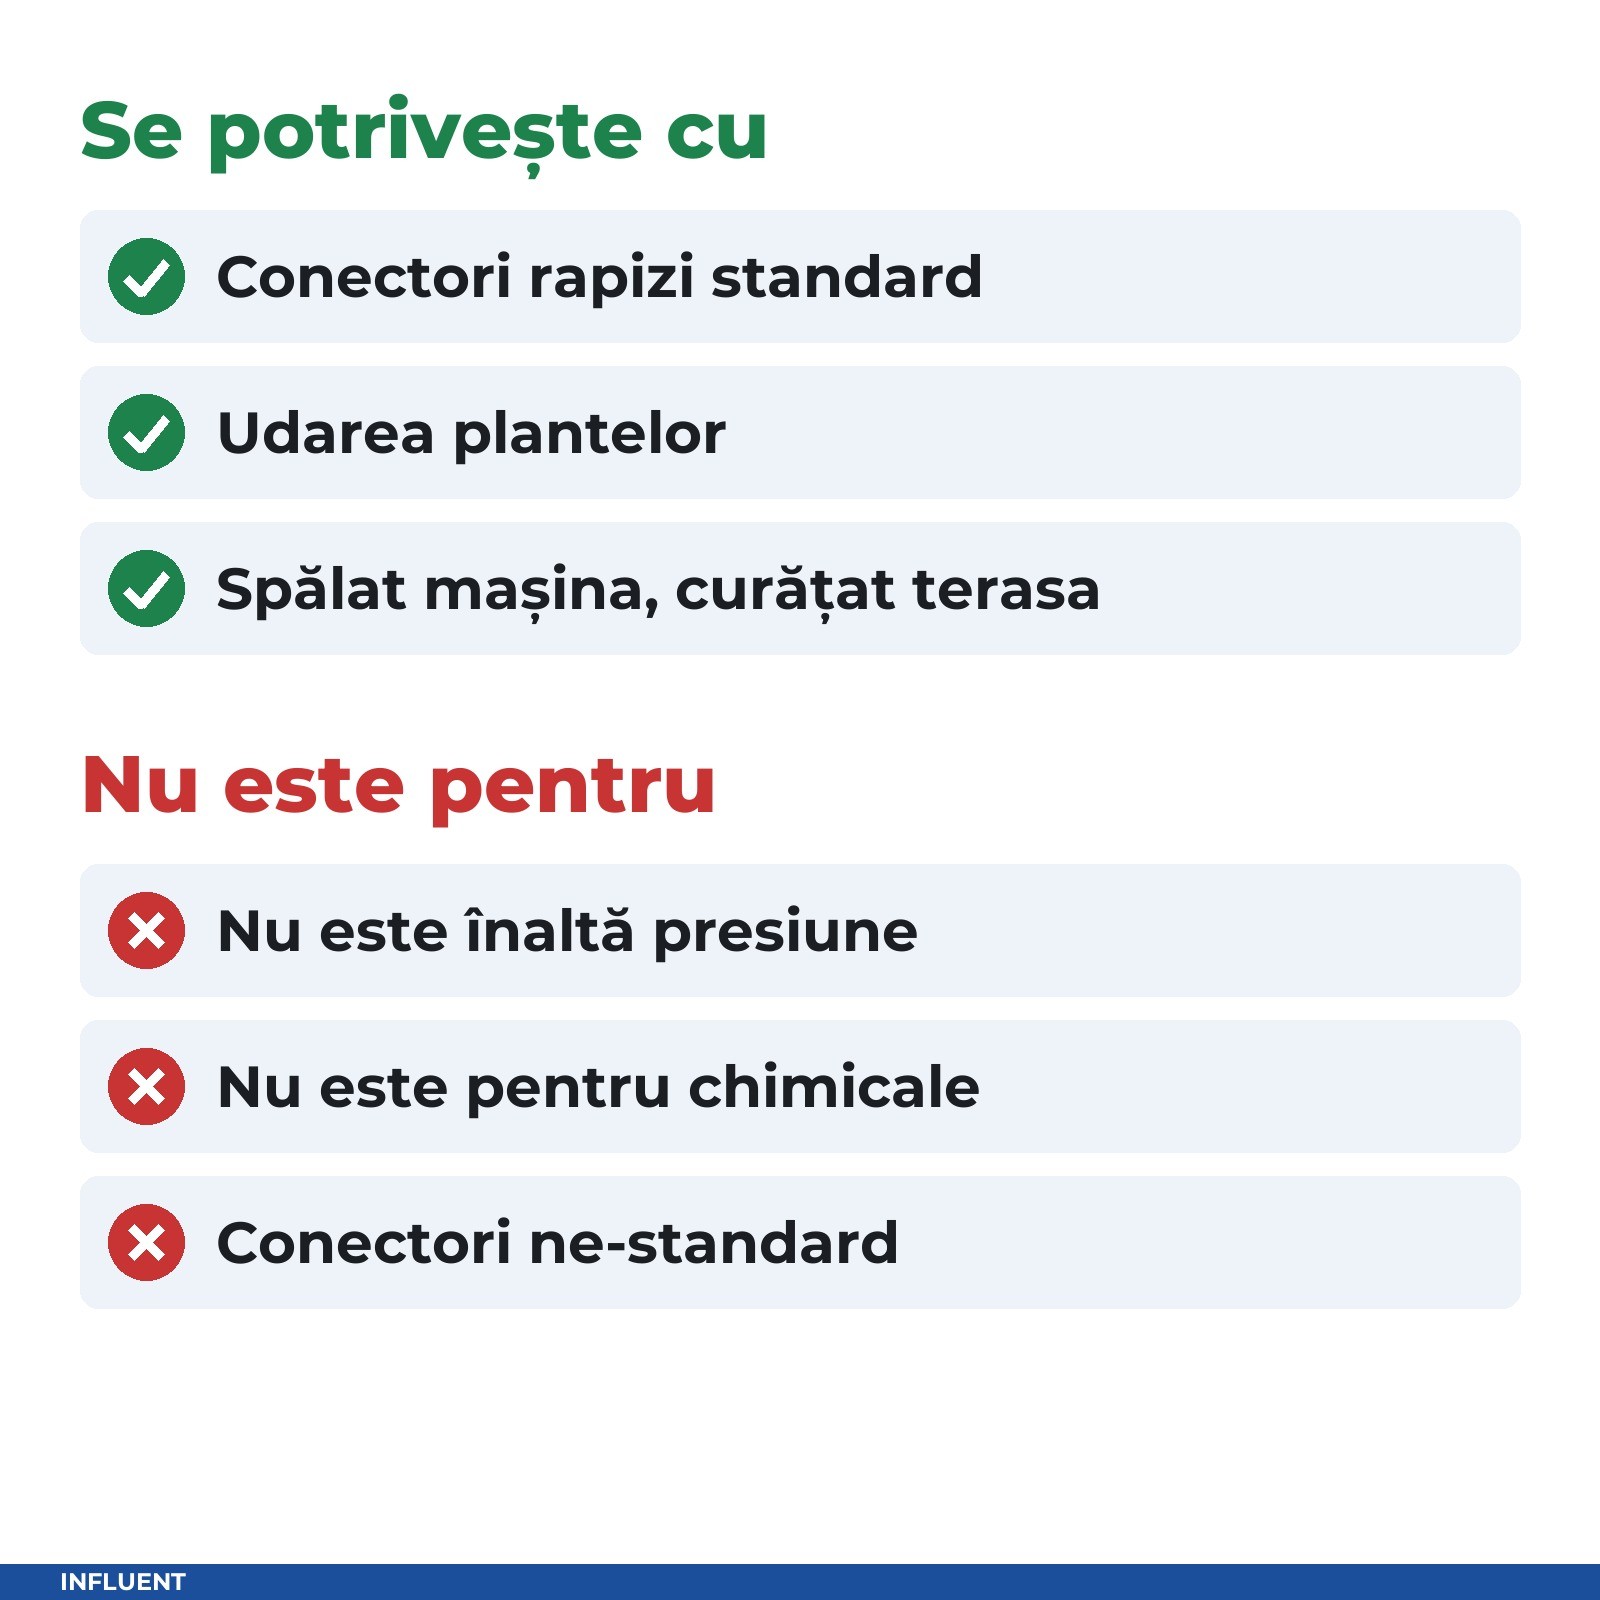 Se potrivește cu
Conectori rapizi standard
Udarea plantelor
Spălat mașina, curățat terasa
Nu este pentru
Nu este înaltă presiune
Nu este pentru chimicale
Conectori ne-standard
INFLUENT